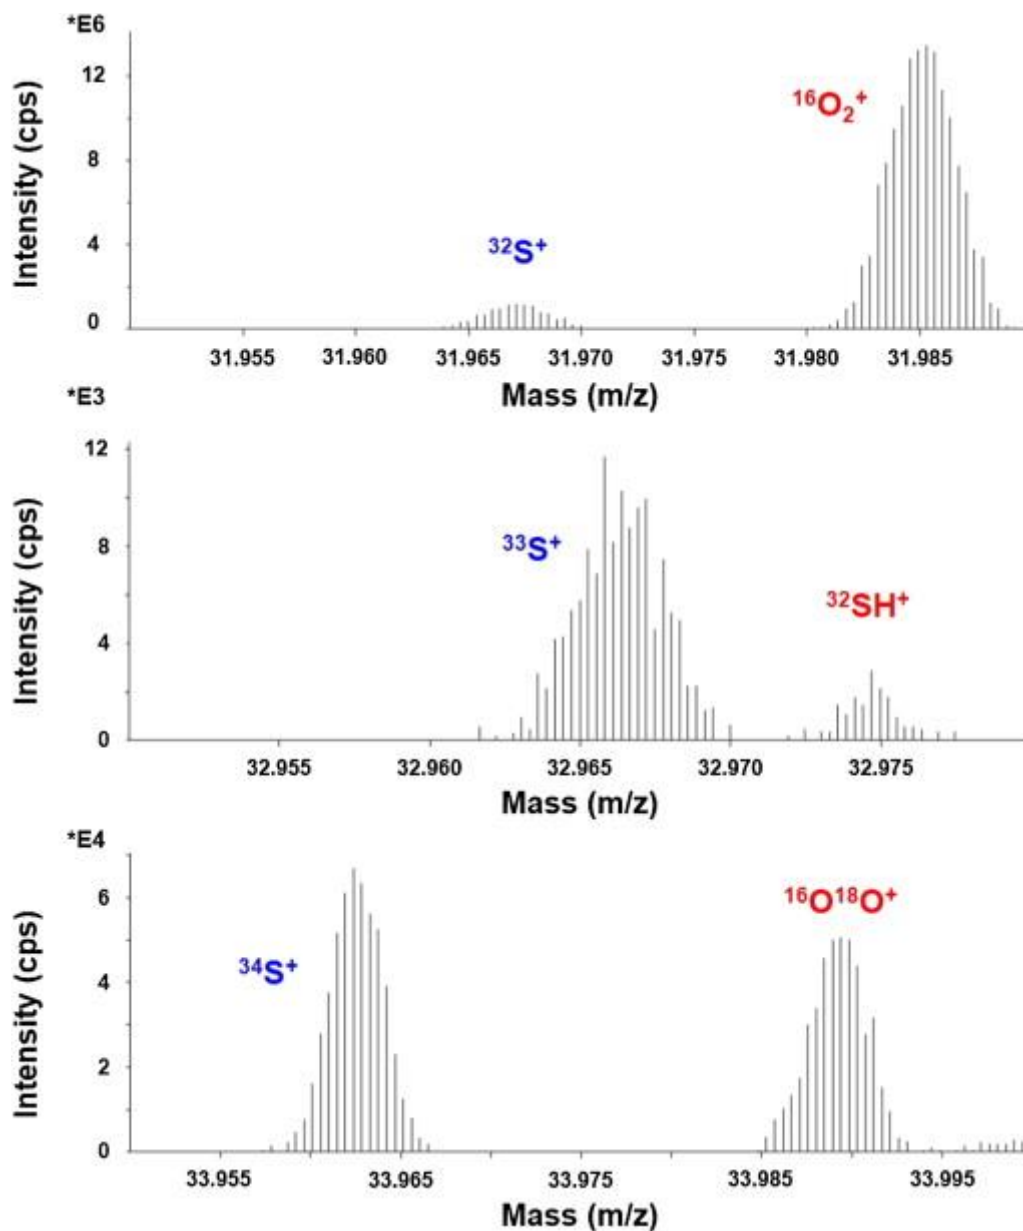 *E6
Intensity (cps)
12
8
4
0
³²S⁺
¹⁶O₂⁺
31.955 31.960 31.965 31.970 31.975 31.980 31.985
Mass (m/z)
*E3
Intensity (cps)
12
8
4
0
³³S⁺
³²SH⁺
32.955 32.960 32.965 32.970 32.975
Mass (m/z)
*E4
Intensity (cps)
6
4
2
0
³⁴S⁺
¹⁶O¹⁸O⁺
33.955 33.965 33.975 33.985 33.995
Mass (m/z)